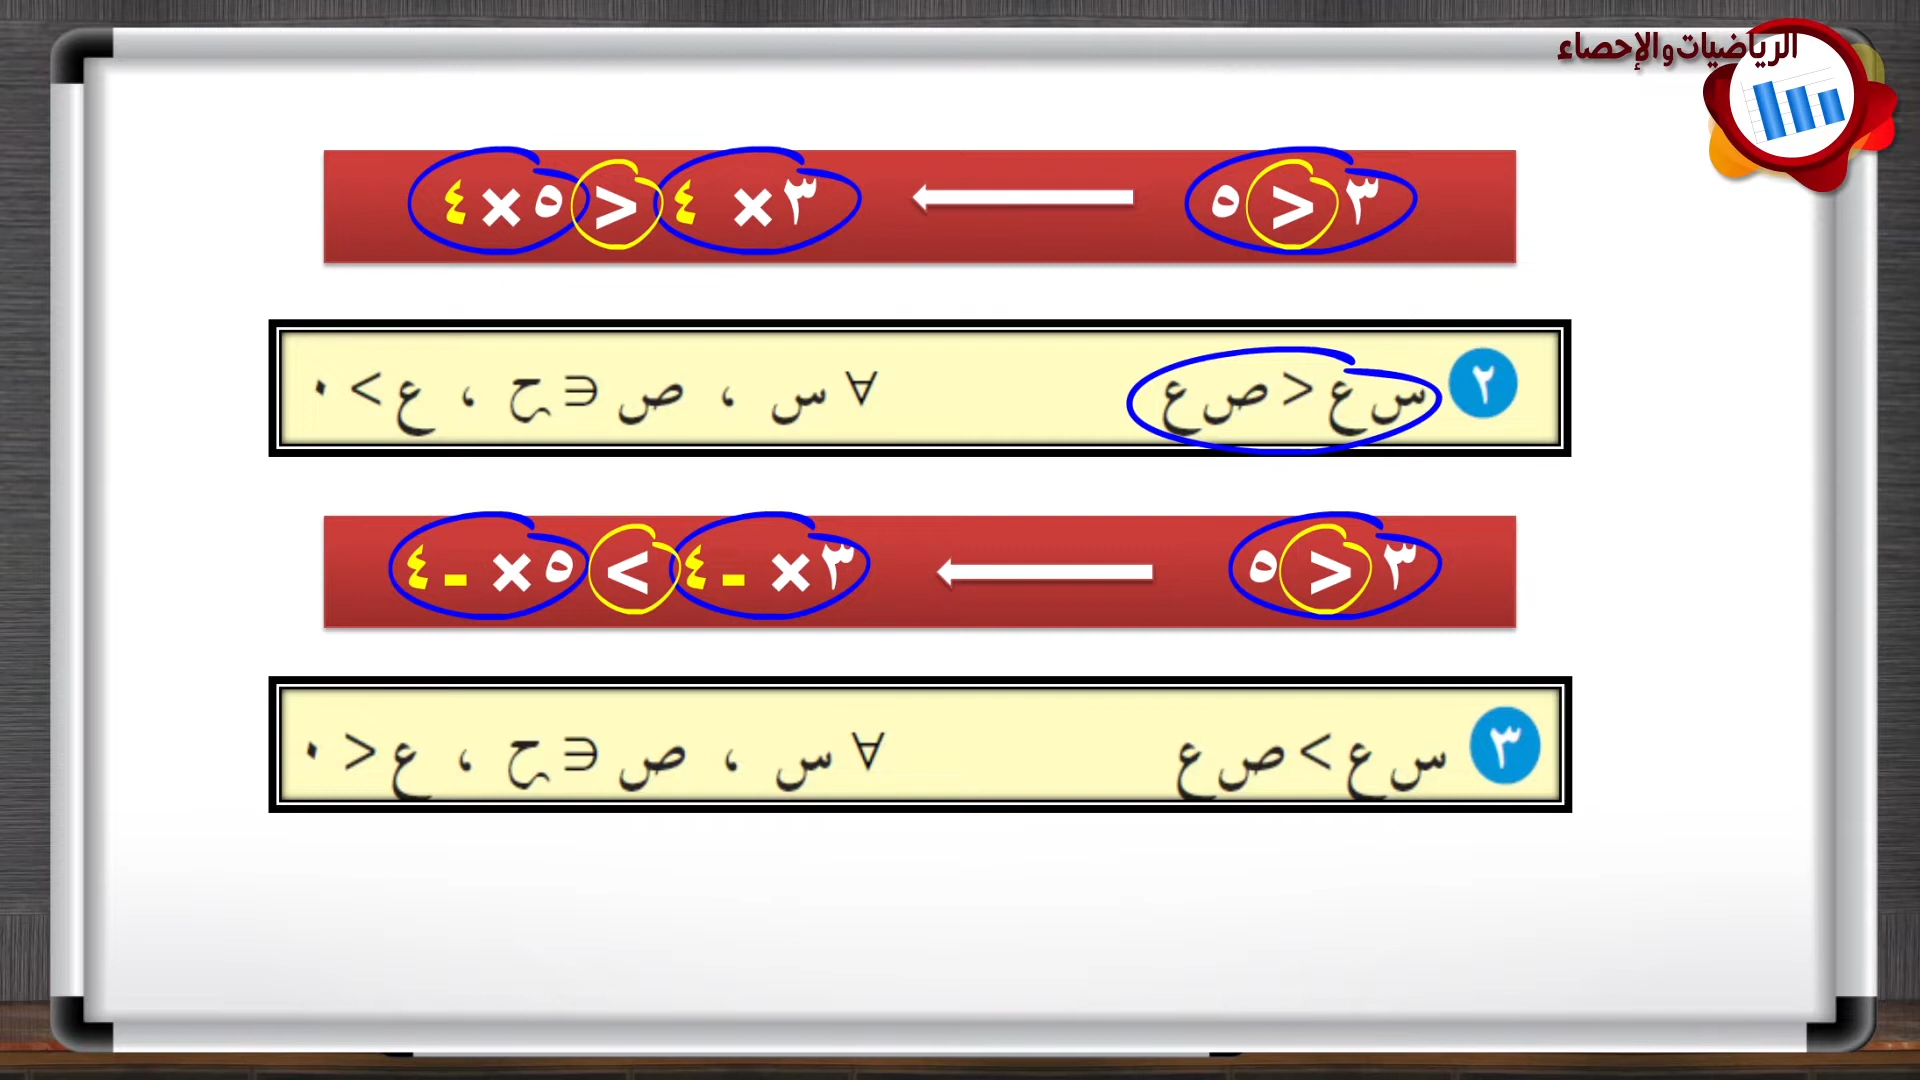 الرياضيات والإحصاء
٣ < ٥ ← ٣ × ٤ < ٥ × ٤
٢ س ع < ص ع ∀ س ، ص ∈ ح ، ع > ٠
٣ < ٥ ← ٣ × -٤ > ٥ × -٤
٣ س ع > ص ع ∀ س ، ص ∈ ح ، ع < ٠